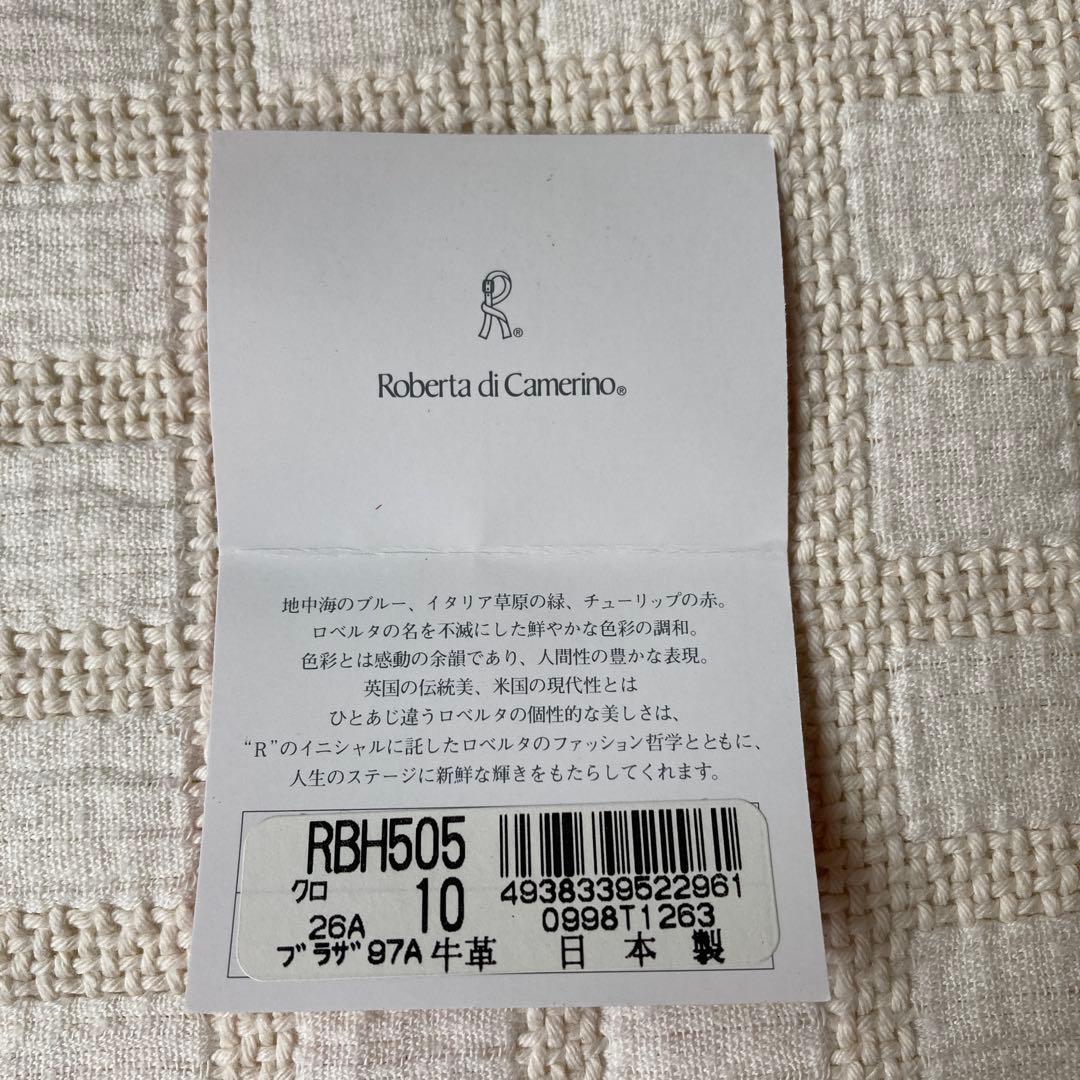 R®
Roberta di Camerino®
地中海のブルー、イタリア草原の緑、チューリップの赤。
ロベルタの名を不滅にした鮮やかな色彩の調和。
色彩とは感動の余韻であり、人間性の豊かな表現。
英国の伝統美、米国の現代性とは
ひとあじ違うロベルタの個性的な美しさは、
“R”のイニシャルに託したロベルタのファッション哲学とともに、
人生のステージに新鮮な輝きをもたらしてくれます。
RBH505
クロ 10
26A
4938339522961
0998T1263
ブラザ97A 牛革 日本製